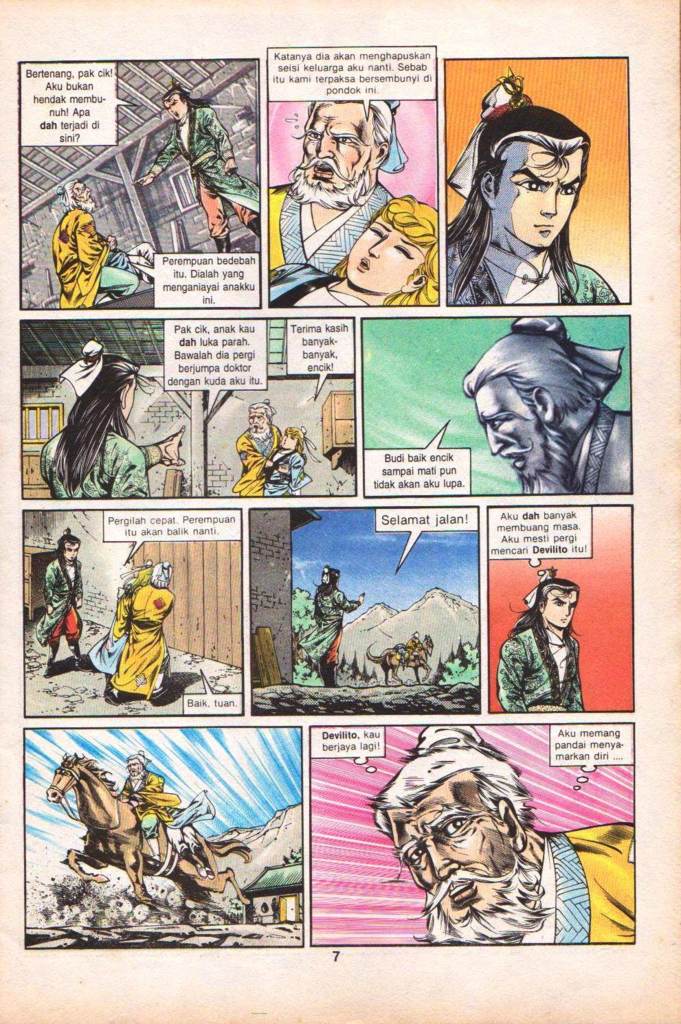 Bertenang, pak cik!
Aku bukan
hendak membu-
nuh! Apa
dah terjadi di
sini?
Perempuan bedebah
itu. Dialah yang
menganiayai anakku
ini.
Katanya dia akan menghapuskan
seisi keluarga aku nanti. Sebab
itu kami terpaksa bersembunyi di
pondok ini.
Pak cik, anak kau
dah luka parah.
Bawalah dia pergi
berjumpa doktor
dengan kuda aku itu.
Terima kasih
banyak-
banyak,
encik!
Budi baik encik
sampai mati pun
tidak akan aku lupa.
Pergilah cepat. Perempuan
itu akan balik nanti.
Baik, tuan.
Selamat jalan!
Aku dah banyak
membuang masa.
Aku mesti pergi
mencari Devilito itu!
Devilito, kau
berjaya lagi!
Aku memang
pandai menya-
markan diri ....
7